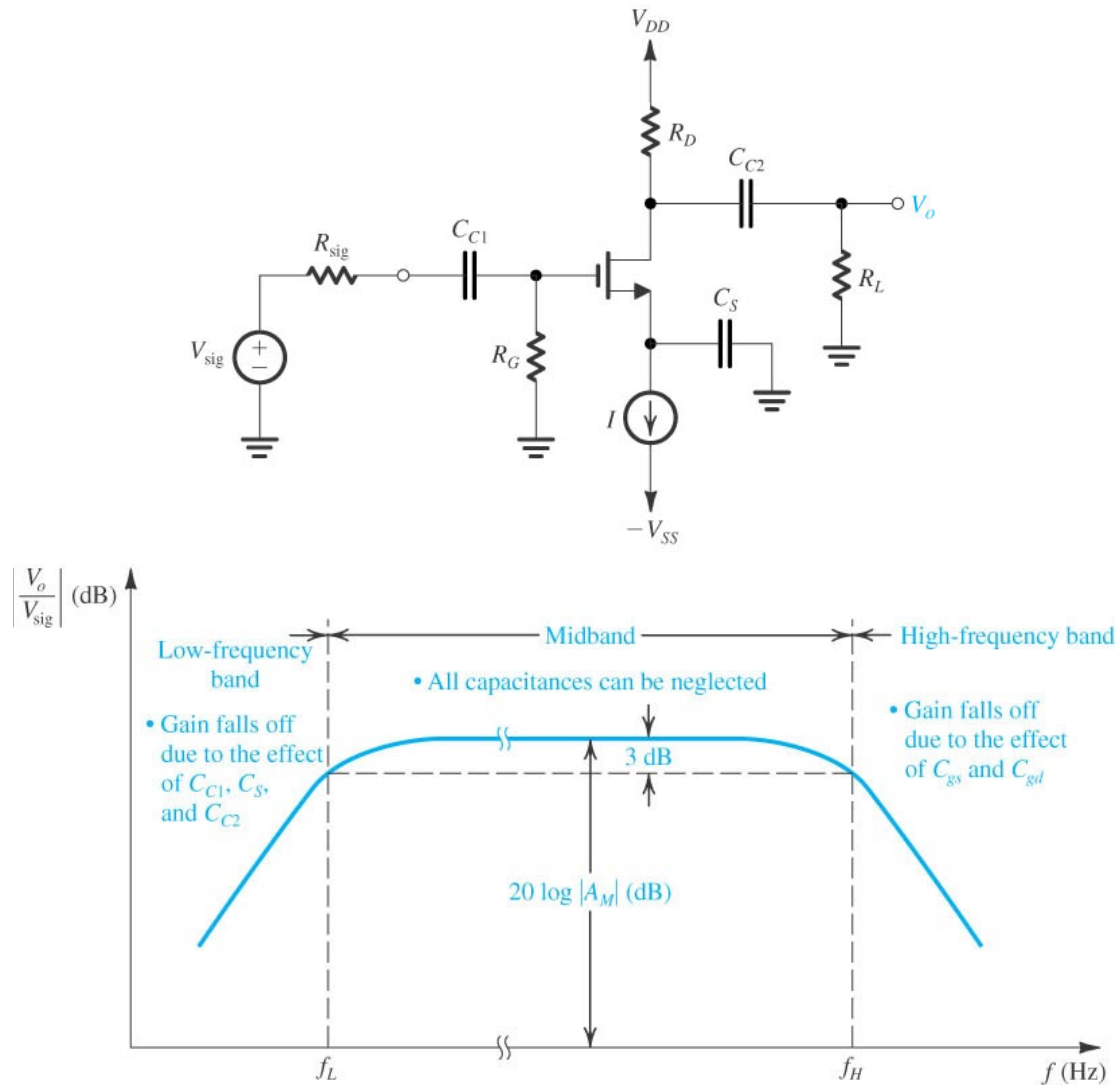 V_DD
R_D
C_C2
V_o
C_C1
R_sig
R_L
C_S
V_sig
+
−
R_G
I
−V_SS
|V_o/V_sig| (dB)
Low-frequency
band
Midband
High-frequency band
• All capacitances can be neglected
• Gain falls off
due to the effect
of C_C1, C_S,
and C_C2
• Gain falls off
due to the effect
of C_gs and C_gd
3 dB
20 log |A_M| (dB)
f_L
f_H
f (Hz)